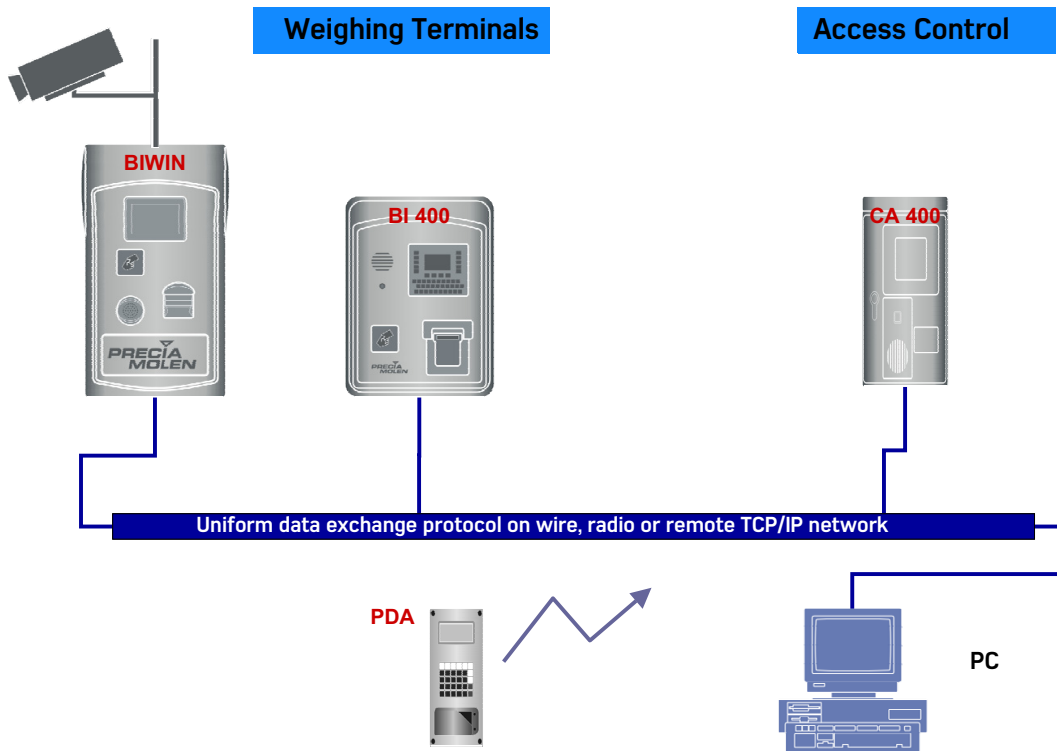 Weighing Terminals
Access Control
BIWIN
BI 400
CA 400
PRECIA
MOLEN
PRECIA
MOLEN
Uniform data exchange protocol on wire, radio or remote TCP/IP network
PDA
PC